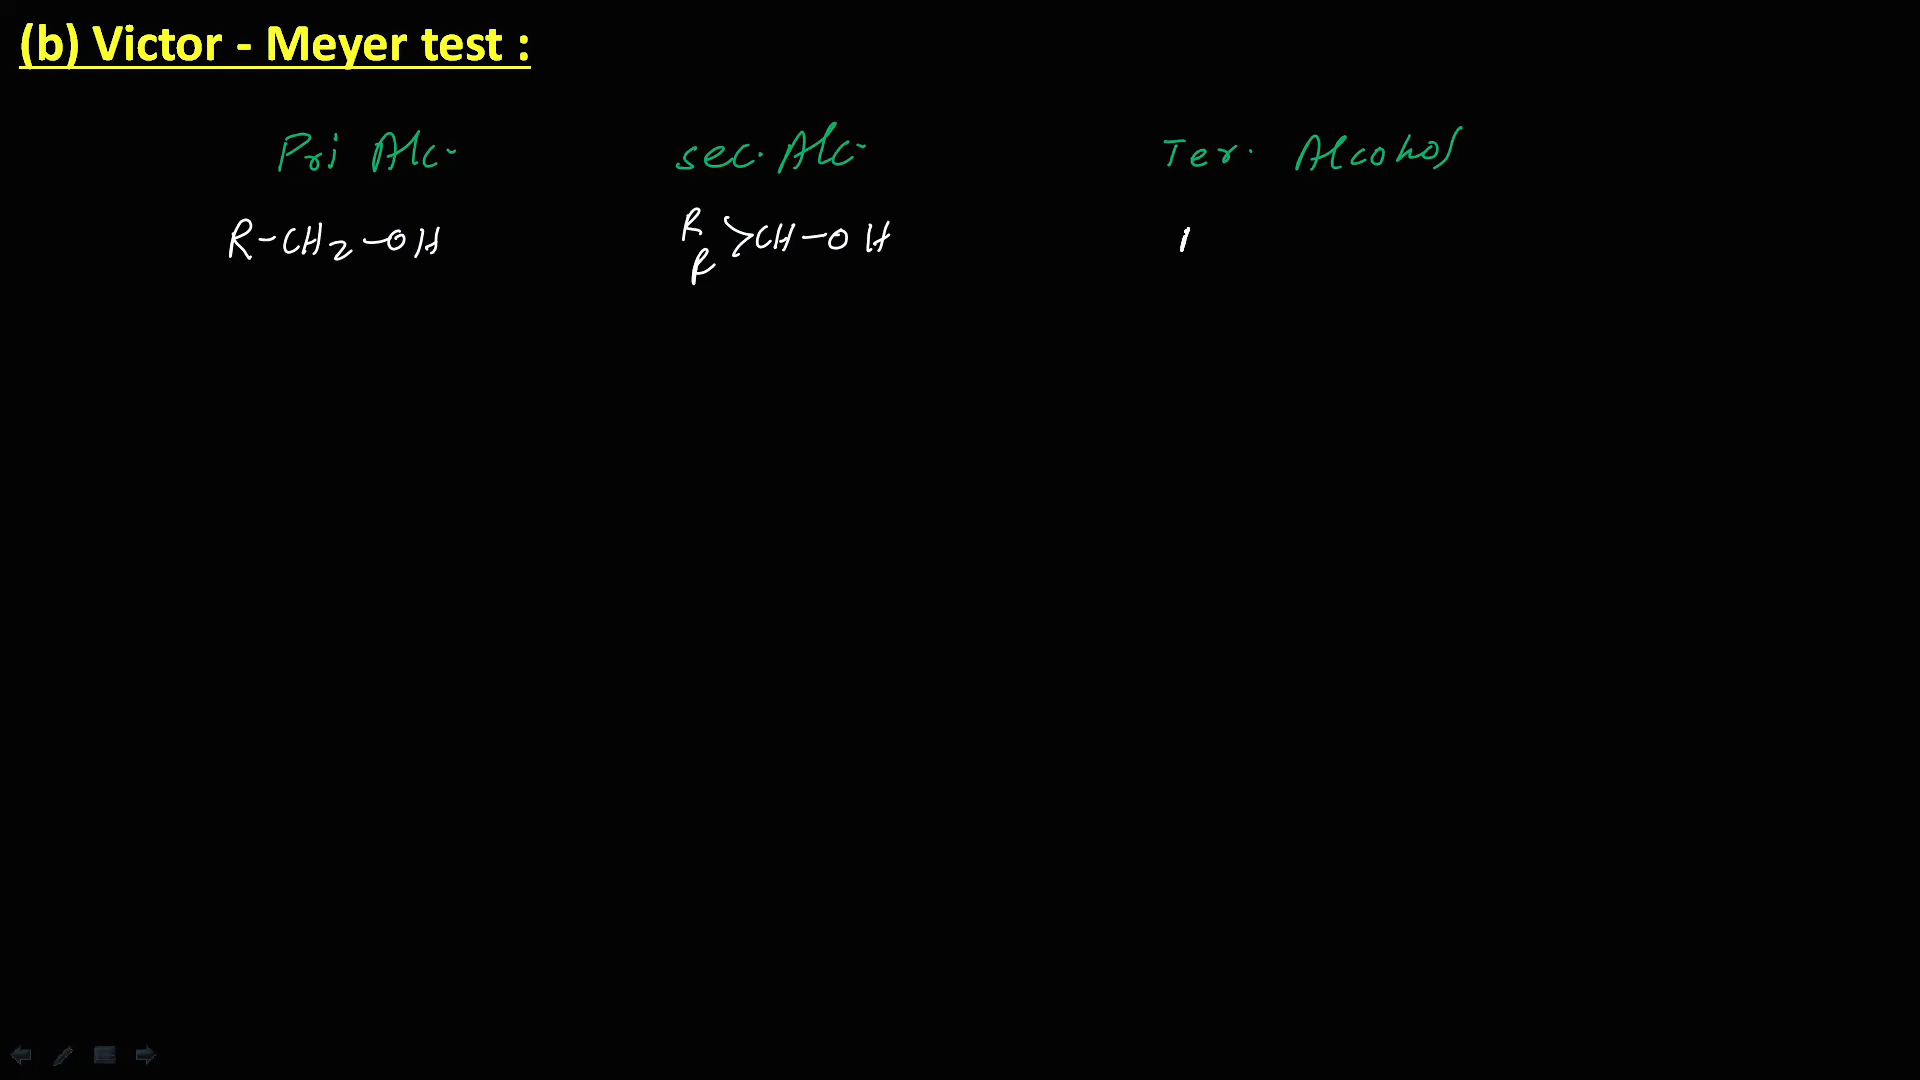 (b) Victor - Meyer test :
Pri Alc- sec. Alc- Ter. Alcohol
R-CH2-OH R R >CH-OH